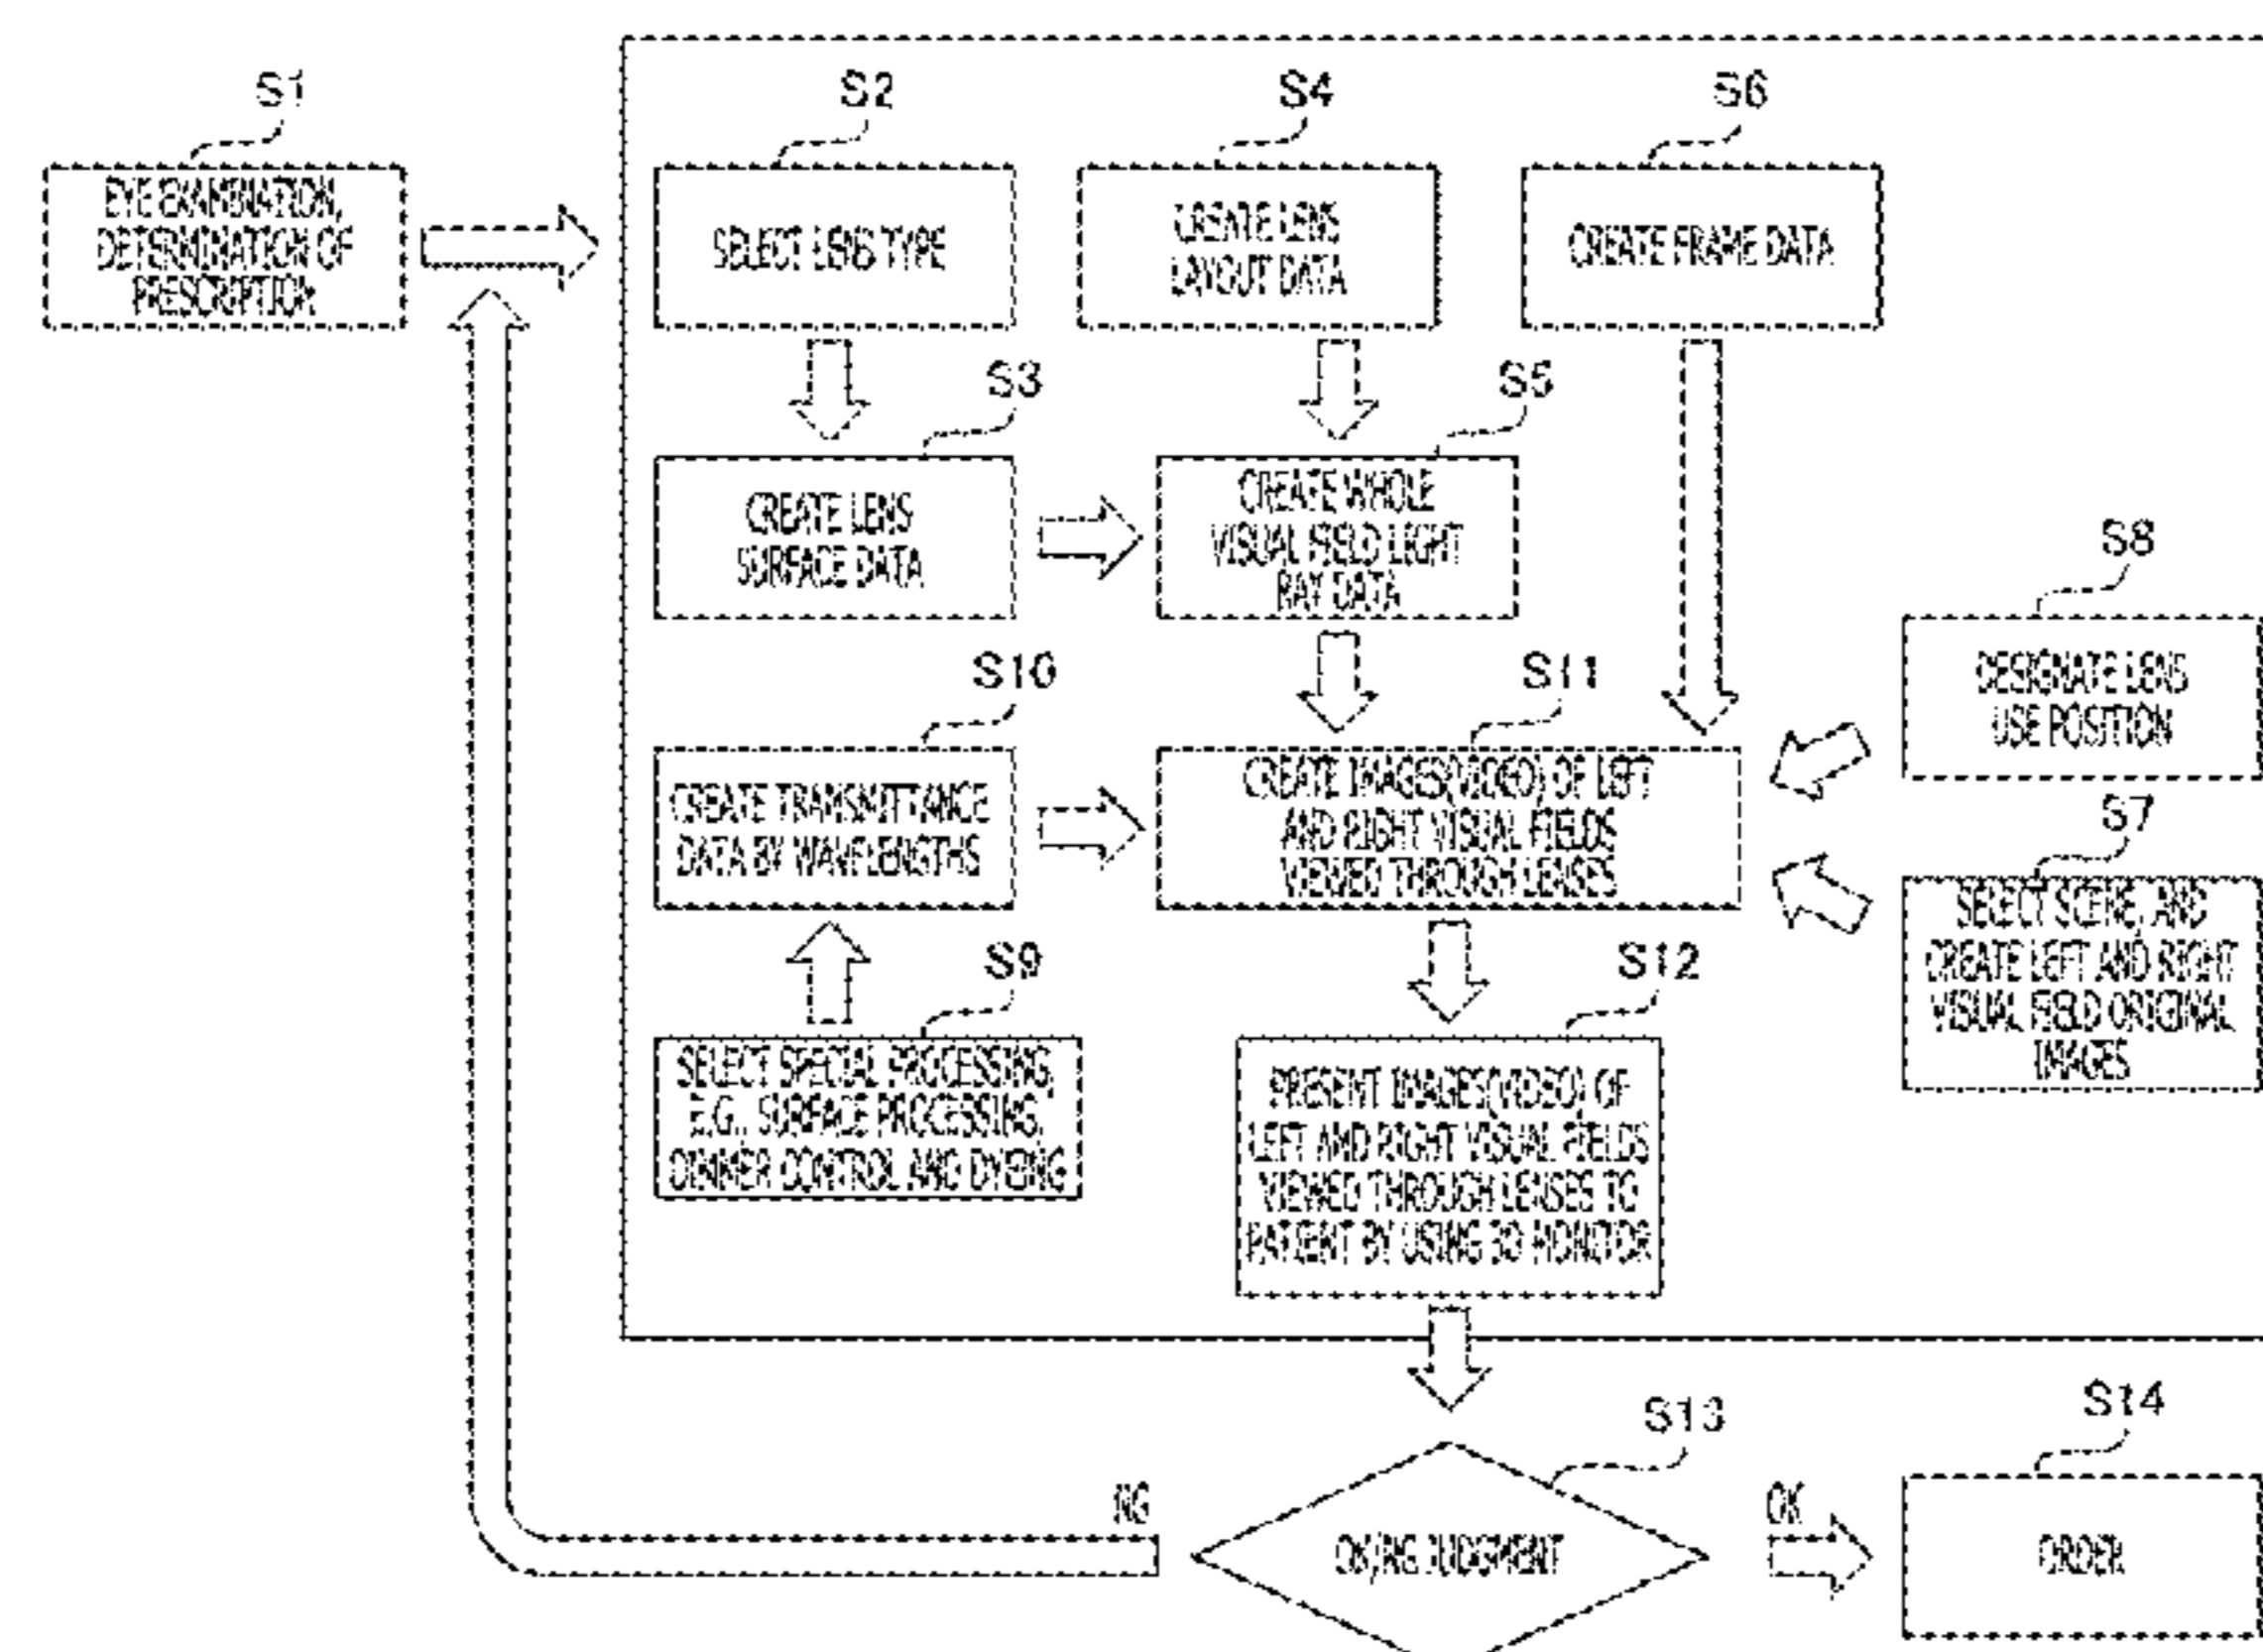 S1
EYE EXAMINATION,
DETERMINATION OF
PRESCRIPTION
S2
SELECT LENS TYPE
S4
CREATE LENS
LAYOUT DATA
S6
CREATE FRAME DATA
S3
CREATE LENS
SURFACE DATA
S5
CREATE WHOLE
VISUAL FIELD LIGHT
RAY DATA
S8
DESIGNATE LENS
USE POSITION
S10
CREATE TRANSMITTANCE
DATA BY WAVELENGTHS
S11
CREATE IMAGES(VIDEO) OF LEFT
AND RIGHT VISUAL FIELDS
VIEWED THROUGH LENSES
S7
SELECT SCENE, AND
CREATE LEFT AND RIGHT
VISUAL FIELD ORIGINAL
IMAGES
S9
SELECT SPECIAL PROCESSING,
E.G., SURFACE PROCESSING,
DIMMER CONTROL AND DYEING
S12
PRESENT IMAGES(VIDEO) OF
LEFT AND RIGHT VISUAL FIELDS
VIEWED THROUGH LENSES TO
PATIENT BY USING 3D MONITOR
S13
OK/NG JUDGMENT
NG
OK
S14
ORDER